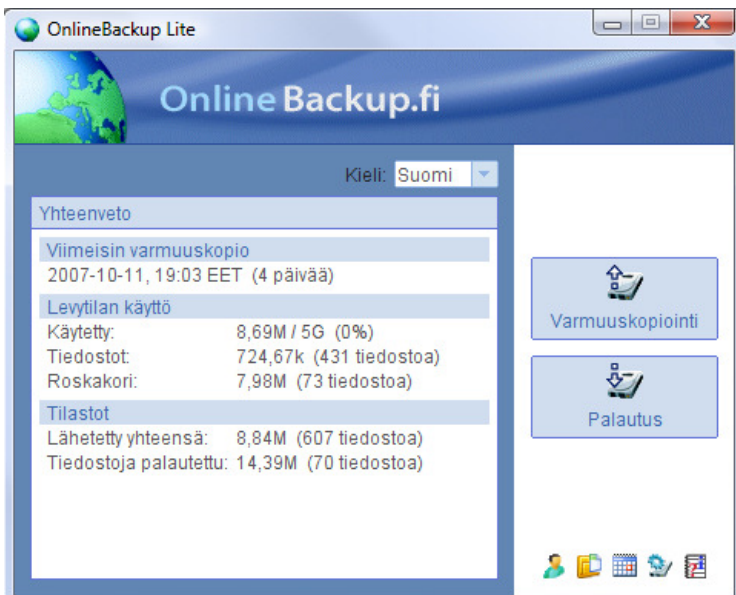 OnlineBackup Lite
Online Backup.fi
Kieli: Suomi
Yhteenveto
Viimeisin varmuuskopio
2007-10-11, 19:03 EET (4 päivää)
Levytilan käyttö
Käytetty: 8,69M / 5G (0%)
Tiedostot: 724,67k (431 tiedostoa)
Roskakori: 7,98M (73 tiedostoa)
Tilastot
Lähetetty yhteensä: 8,84M (607 tiedostoa)
Tiedostoja palautettu: 14,39M (70 tiedostoa)
Varmuuskopiointi
Palautus